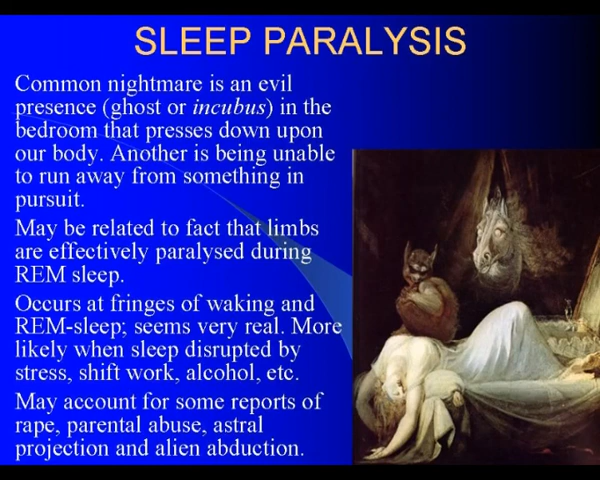 SLEEP PARALYSIS
Common nightmare is an evil
presence (ghost or incubus) in the
bedroom that presses down upon
our body. Another is being unable
to run away from something in
pursuit.
May be related to fact that limbs
are effectively paralysed during
REM sleep.
Occurs at fringes of waking and
REM-sleep; seems very real. More
likely when sleep disrupted by
stress, shift work, alcohol, etc.
May account for some reports of
rape, parental abuse, astral
projection and alien abduction.